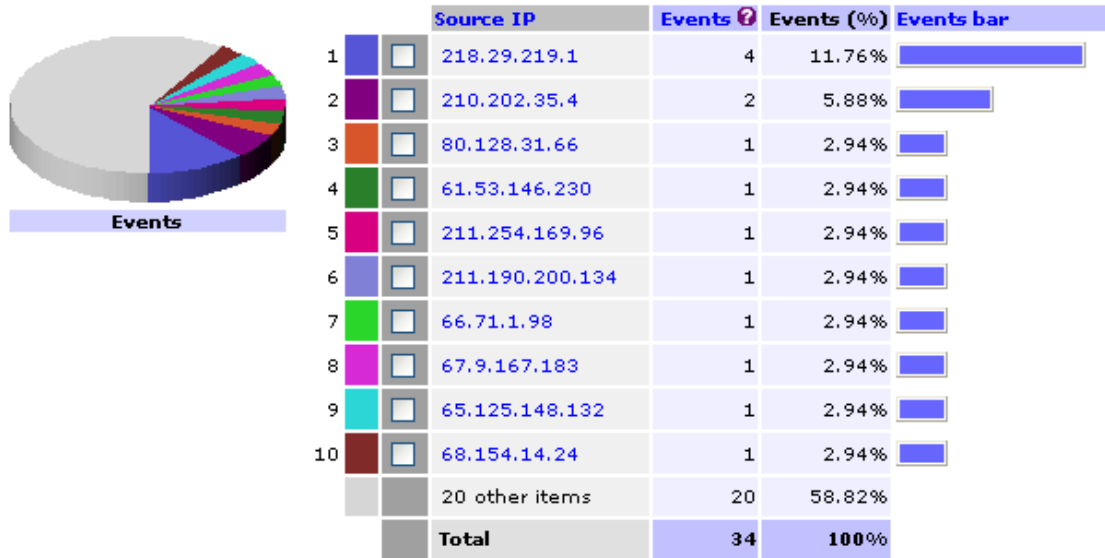 Source IP Events ? Events (%) Events bar
1 218.29.219.1 4 11.76%
2 210.202.35.4 2 5.88%
3 80.128.31.66 1 2.94%
4 61.53.146.230 1 2.94%
5 211.254.169.96 1 2.94%
6 211.190.200.134 1 2.94%
7 66.71.1.98 1 2.94%
8 67.9.167.183 1 2.94%
9 65.125.148.132 1 2.94%
10 68.154.14.24 1 2.94%
20 other items 20 58.82%
Total 34 100%
Events